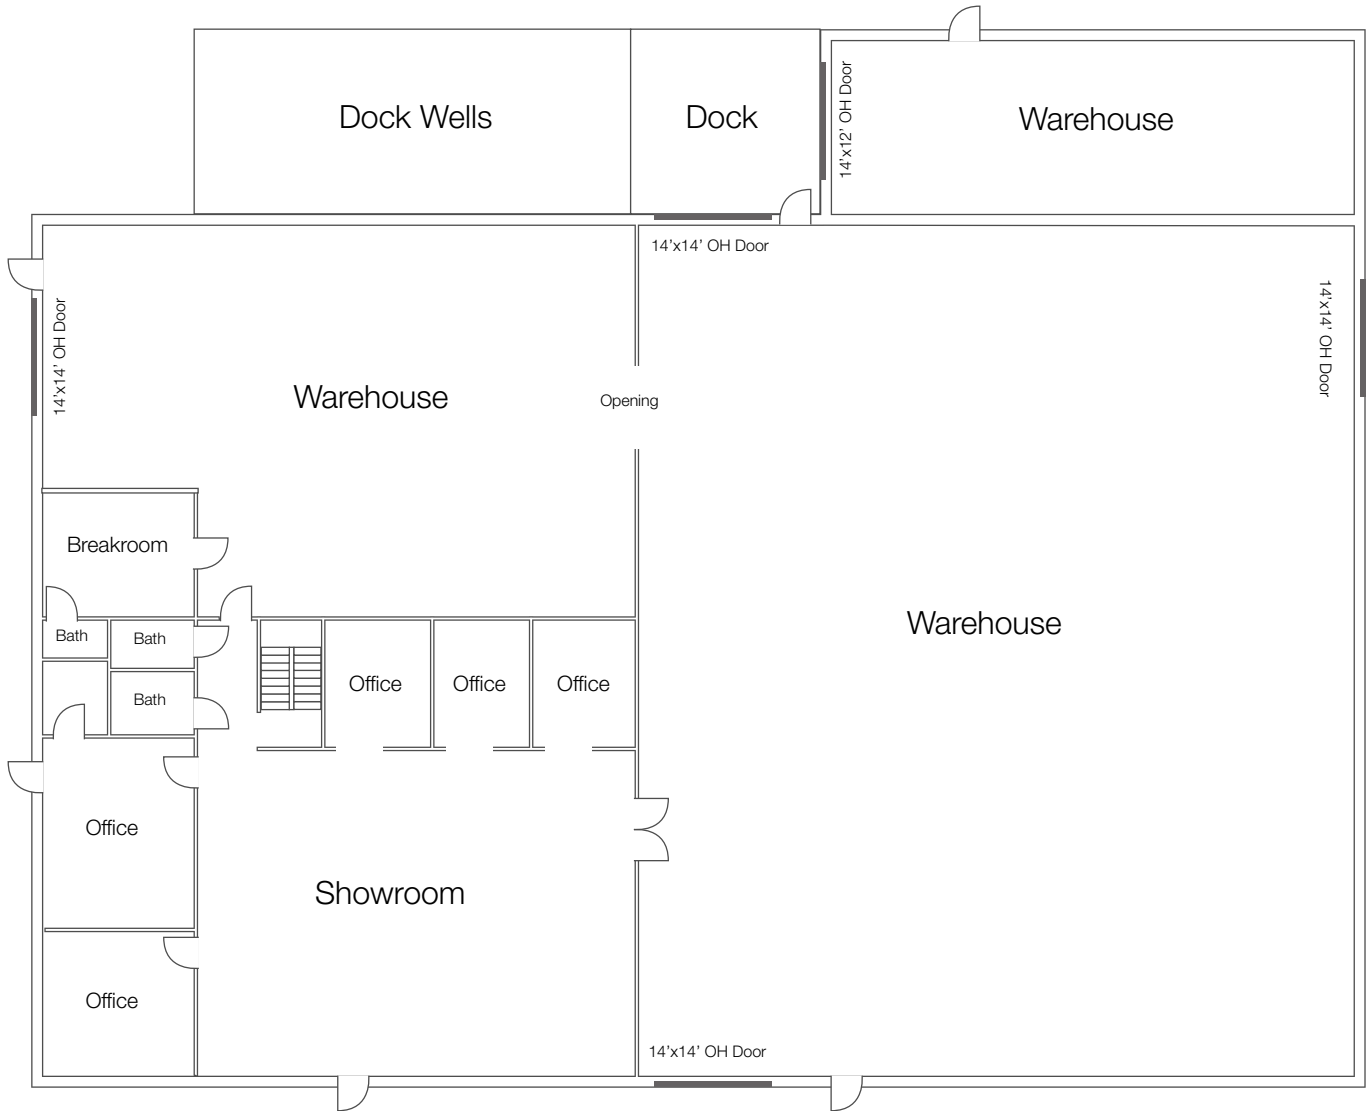 Dock Wells
Dock
14’x12’ OH Door
Warehouse
14’x14’ OH Door
14’x14’ OH Door
14’x14’ OH Door
Warehouse
Opening
Breakroom
Warehouse
Bath
Bath
Bath
Office
Office
Office
Office
Showroom
Office
14’x14’ OH Door